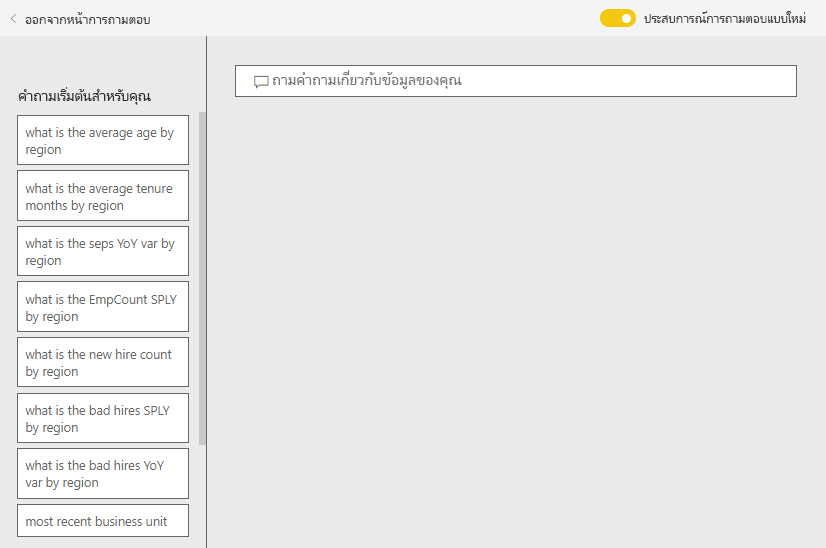 ออกจากหน้าการถามตอบ
ประสบการณ์การถามตอบแบบใหม่
คำถามเริ่มต้นสำหรับคุณ
ถามคำถามเกี่ยวกับข้อมูลของคุณ
what is the average age by
region
what is the average tenure
months by region
what is the seps YoY var by
region
what is the EmpCount SPLY
by region
what is the new hire count
by region
what is the bad hires SPLY
by region
what is the bad hires YoY
var by region
most recent business unit